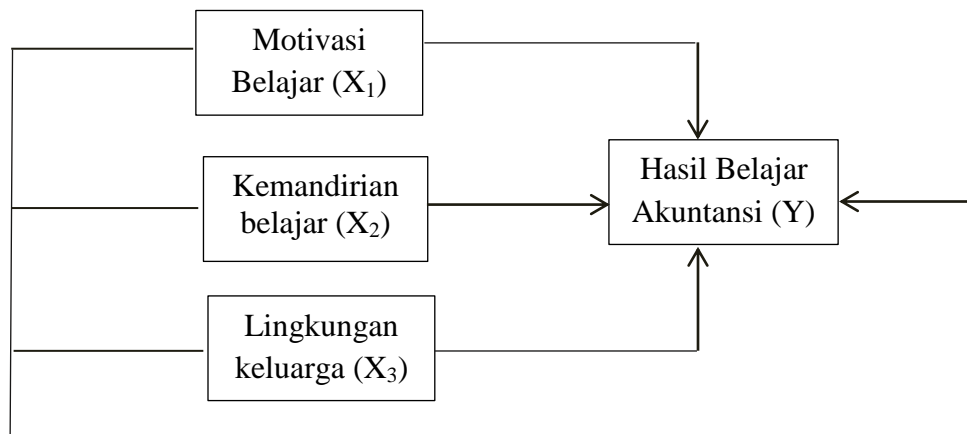 Motivasi
Belajar (X₁)
Kemandirian
belajar (X₂)
Hasil Belajar
Akuntansi (Y)
Lingkungan
keluarga (X₃)